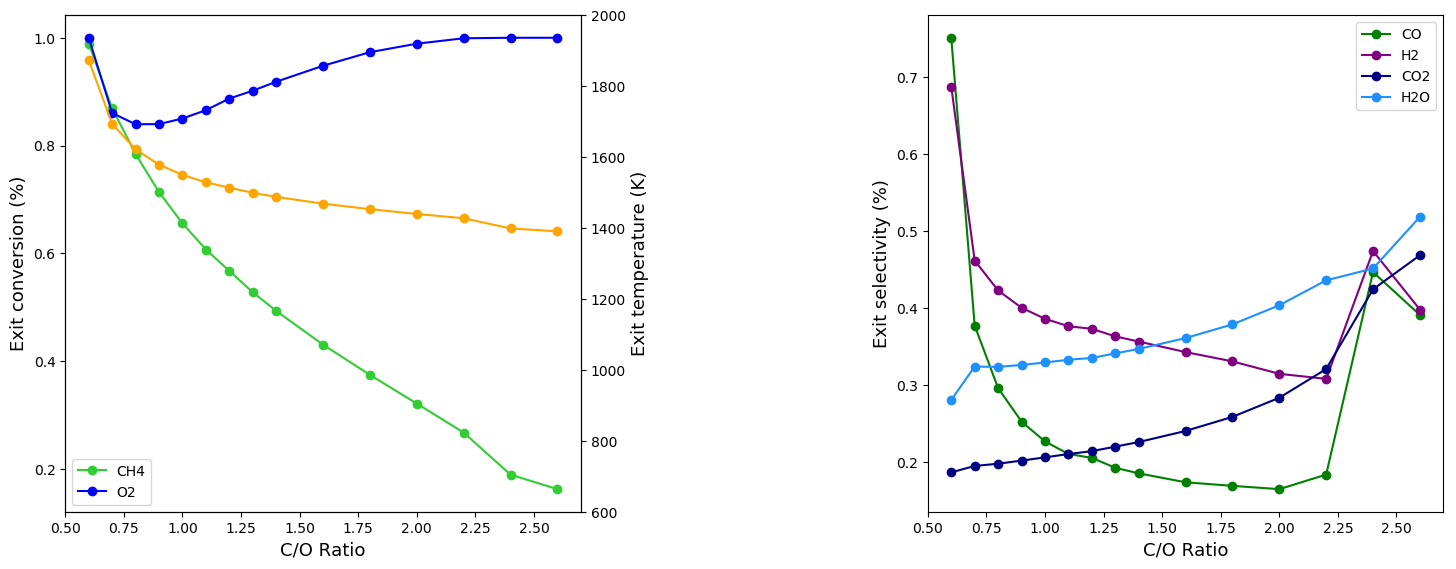 Exit conversion (%)
1.0
0.8
0.6
0.4
0.2
CH4
O2
0.50 0.75 1.00 1.25 1.50 1.75 2.00 2.25 2.50
C/O Ratio
2000
1800
1600
1400
1200
1000
800
600
Exit temperature (K)
Exit selectivity (%)
0.7
0.6
0.5
0.4
0.3
0.2
CO
H2
CO2
H2O
0.50 0.75 1.00 1.25 1.50 1.75 2.00 2.25 2.50
C/O Ratio